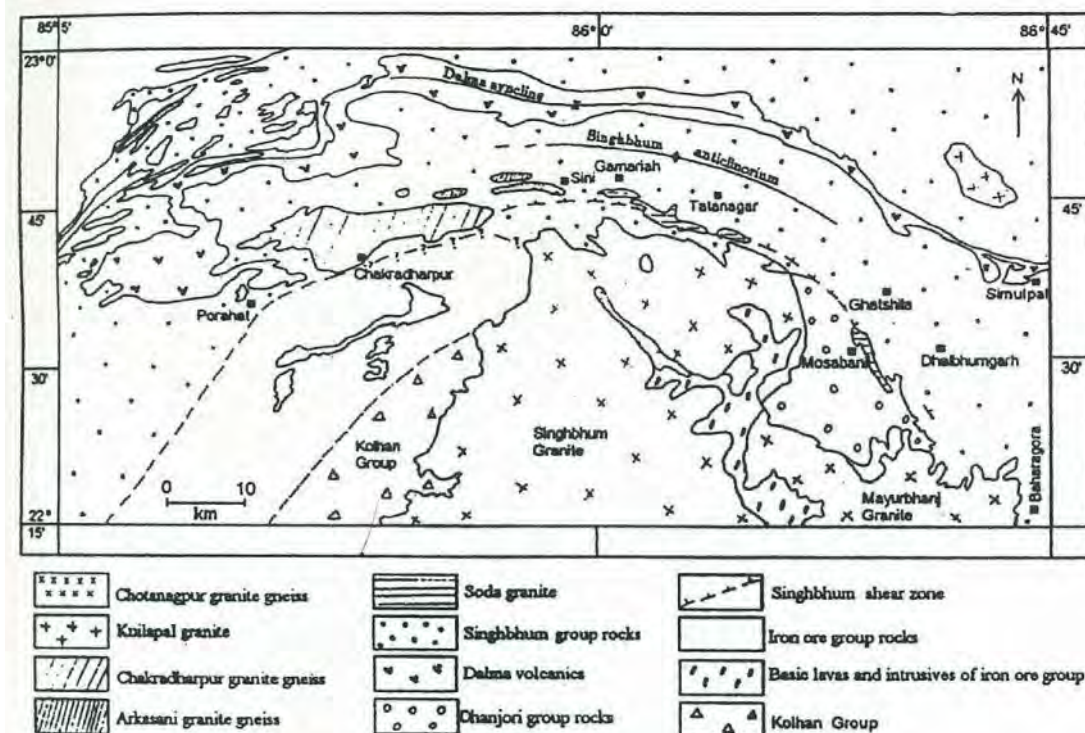 85° 5' 86° 0' 86° 45'
23° 0'
N
Dalma syncline
Singhbhum anticlinorium
Gamariah
Sini
Tatanagar
45' 45'
Chakradharpur
Porahat
Ghatshila
Simulpal
Mosabani
Dhalbhumgarh
30' 30'
Kolhan
Group
Singhbhum
Granite
Mayurbhanj
Granite
Baharagora
0 10
km
22°
15'
Chotanagpur granite gneiss
Kuilapal granite
Chakradharpur granite gneiss
Arkasani granite gneiss
Soda granite
Singhbhum group rocks
Dalma volcanics
Dhanjori group rocks
Singhbhum shear zone
Iron ore group rocks
Basic lavas and intrusives of iron ore group
Kolhan Group